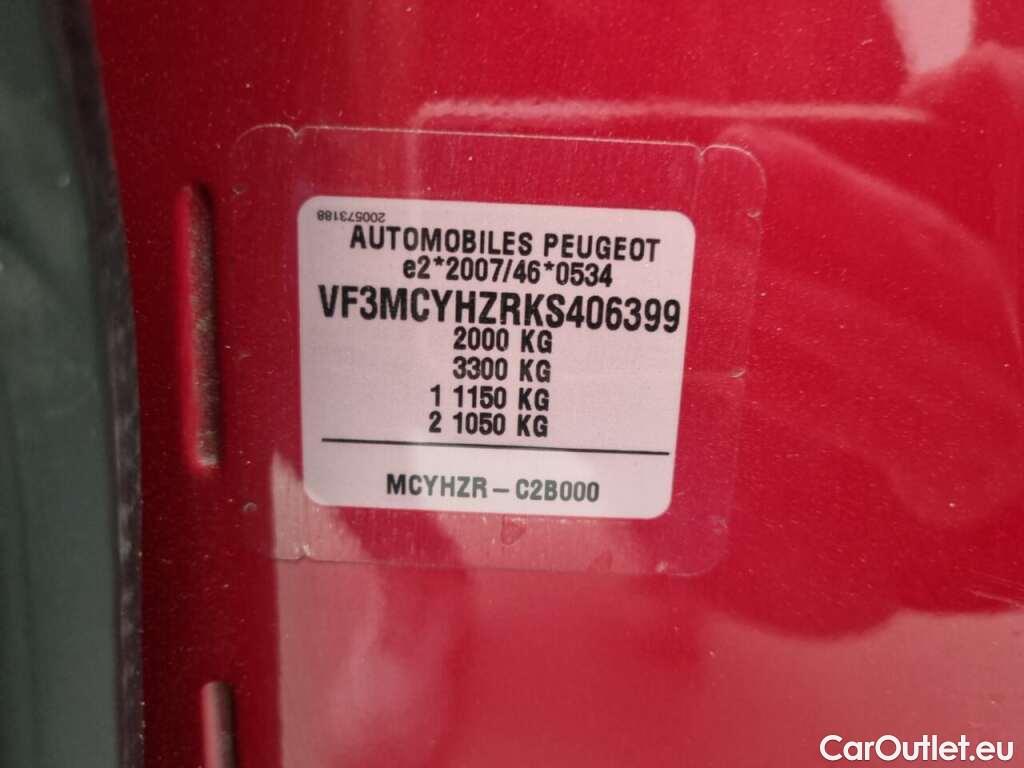 200573188
AUTOMOBILES PEUGEOT
e2*2007/46*0534
VF3MCYHZRKS406399
2000 KG
3300 KG
1 1150 KG
2 1050 KG
MCYHZR - C2B000
CarOutlet.eu